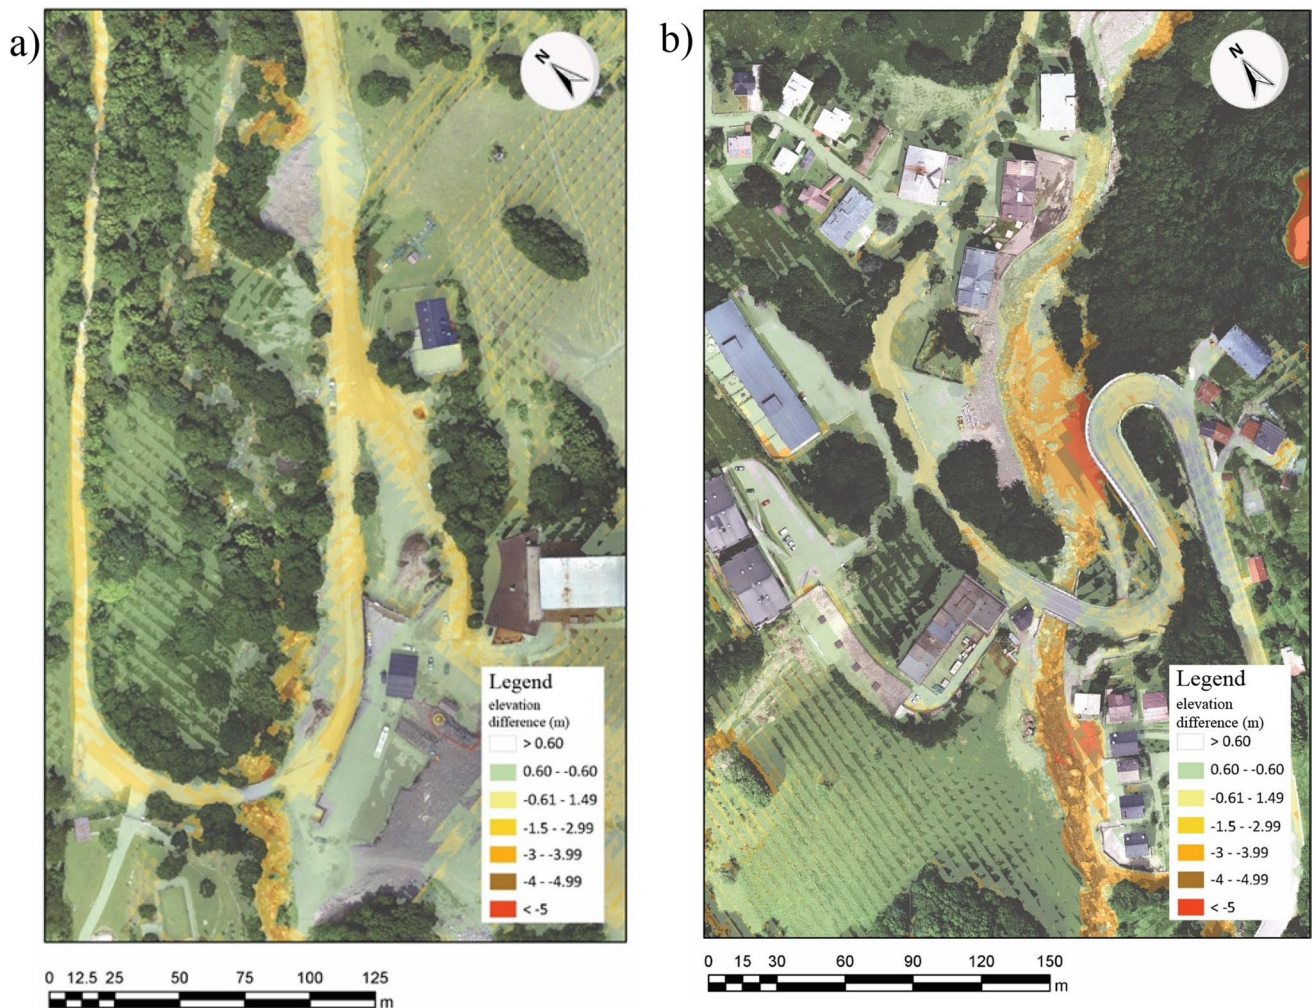 a)
N
Legend
elevation
difference (m)
> 0.60
0.60 - -0.60
-0.61 - 1.49
-1.5 - -2.99
-3 - -3.99
-4 - -4.99
< -5
0 12.5 25 50 75 100 125
m
b)
N
Legend
elevation
difference (m)
> 0.60
0.60 - -0.60
-0.61 - 1.49
-1.5 - -2.99
-3 - -3.99
-4 - -4.99
< -5
0 15 30 60 90 120 150
m